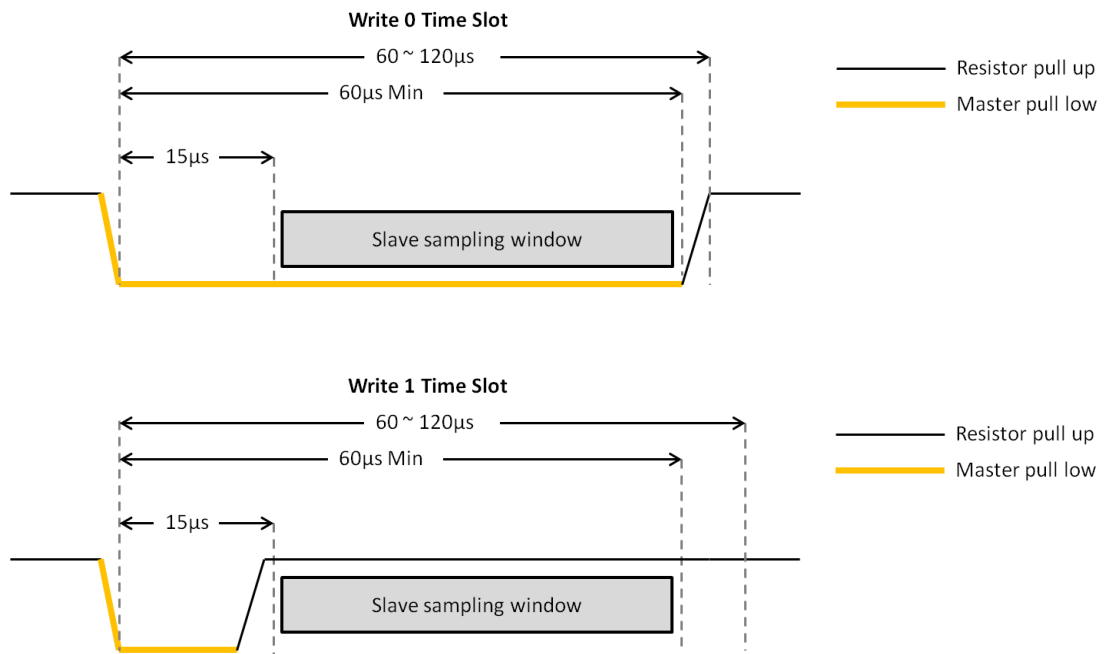 Write 0 Time Slot
60 ~ 120µs
60µs Min
15µs
Slave sampling window
Resistor pull up
Master pull low
Write 1 Time Slot
60 ~ 120µs
60µs Min
15µs
Slave sampling window
Resistor pull up
Master pull low